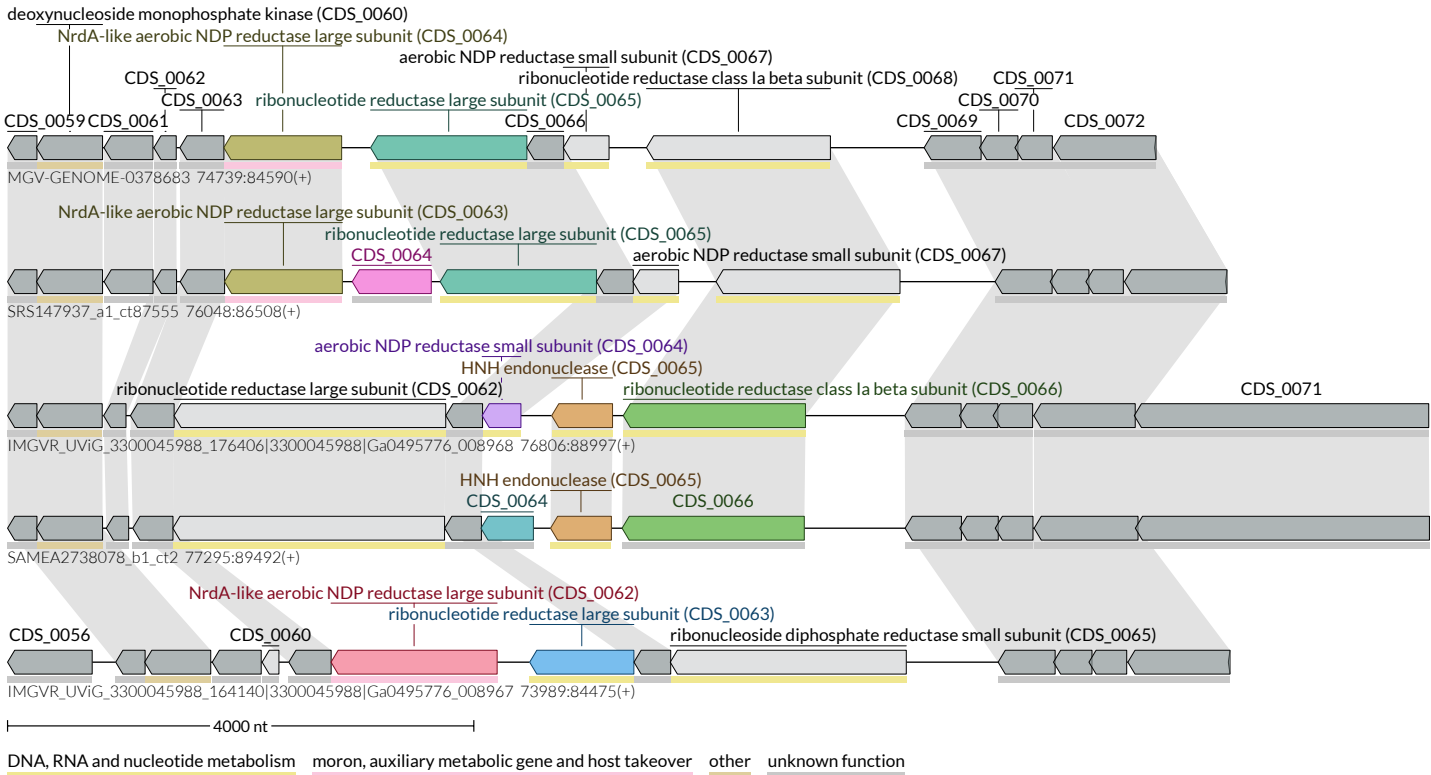 deoxynucleoside monophosphate kinase (CDS_0060)
NrdA-like aerobic NDP reductase large subunit (CDS_0064)
aerobic NDP reductase small subunit (CDS_0067)
CDS_0062 ribonucleotide reductase class Ia beta subunit (CDS_0068) CDS_0071
CDS_0063 ribonucleotide reductase large subunit (CDS_0065) CDS_0070
CDS_0059 CDS_0061 CDS_0066 CDS_0069 CDS_0072
MGV-GENOME-0378683 74739:84590(+)
NrdA-like aerobic NDP reductase large subunit (CDS_0063)
ribonucleotide reductase large subunit (CDS_0065)
CDS_0064 aerobic NDP reductase small subunit (CDS_0067)
SRS147937_a1_ct87555 76048:86508(+)
aerobic NDP reductase small subunit (CDS_0064)
HNH endonuclease (CDS_0065)
ribonucleotide reductase large subunit (CDS_0062) ribonucleotide reductase class Ia beta subunit (CDS_0066) CDS_0071
IMGVR_UViG_3300045988_176406|3300045988|Ga0495776_008968 76806:88997(+)
HNH endonuclease (CDS_0065)
CDS_0064 CDS_0066
SAMEA2738078_b1_ct2 77295:89492(+)
NrdA-like aerobic NDP reductase large subunit (CDS_0062)
ribonucleotide reductase large subunit (CDS_0063)
CDS_0056 CDS_0060 ribonucleoside diphosphate reductase small subunit (CDS_0065)
IMGVR_UViG_3300045988_164140|3300045988|Ga0495776_008967 73989:84475(+)
4000 nt
DNA, RNA and nucleotide metabolism moron, auxiliary metabolic gene and host takeover other unknown function